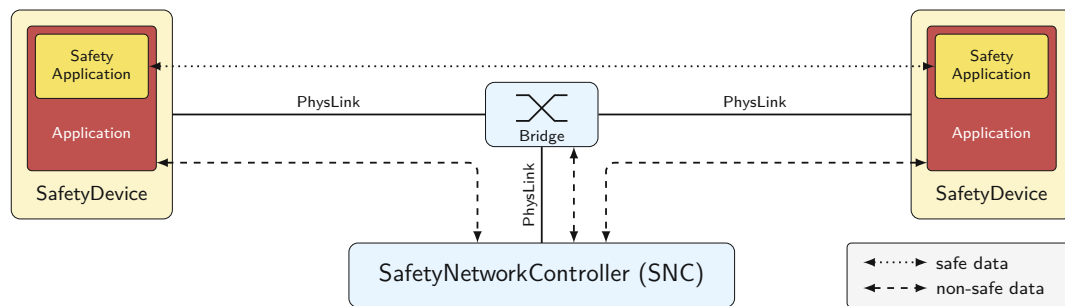 Safety
Application
Application
SafetyDevice
PhysLink
Bridge
PhysLink
PhysLink
Safety
Application
Application
SafetyDevice
SafetyNetworkController (SNC)
safe data
non-safe data